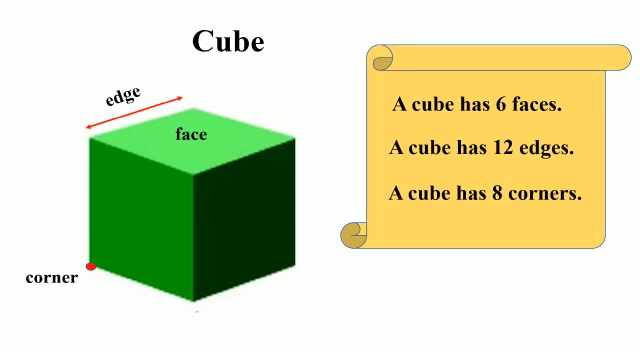 Cube
edge
face
corner
A cube has 6 faces.
A cube has 12 edges.
A cube has 8 corners.